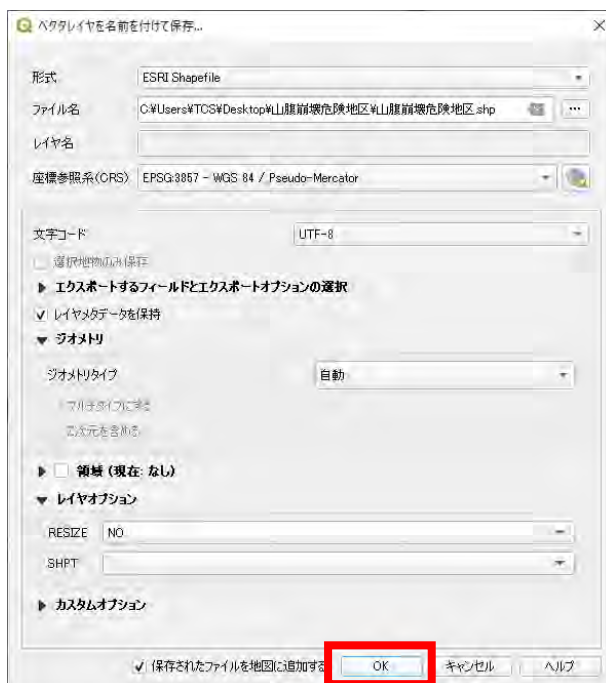 ベクタレイヤを名前を付けて保存...
形式 ESRI Shapefile
ファイル名 C:¥Users¥TCS¥Desktop¥山腹崩壊危険地区¥山腹崩壊危険地区.shp ...
レイヤ名
座標参照系(CRS) EPSG:3857 - WGS 84 / Pseudo-Mercator
文字コード UTF-8
選択地物のみ保存
エクスポートするフィールドとエクスポートオプションの選択
レイヤメタデータを保持
ジオメトリ
ジオメトリタイプ 自動
マルチタイプにする
Z次元を含める
領域 (現在: なし)
レイヤオプション
RESIZE NO
SHPT
カスタムオプション
保存されたファイルを地図に追加する OK キャンセル ヘルプ